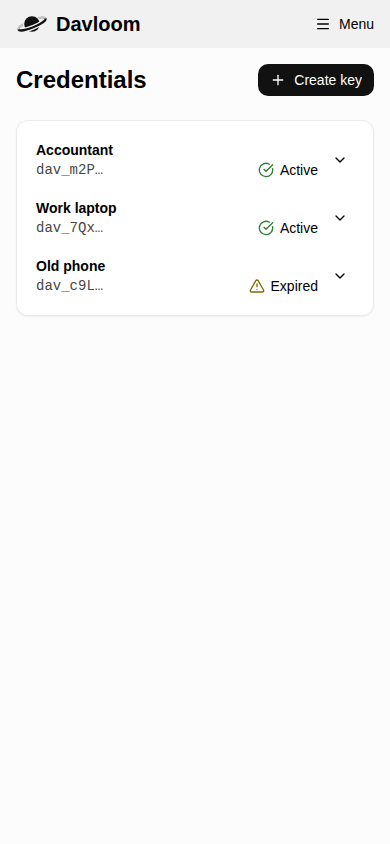 Davloom
Menu
Credentials
Create key
Accountant
dav_m2P…
Active
Work laptop
dav_7Qx…
Active
Old phone
dav_c9L…
Expired